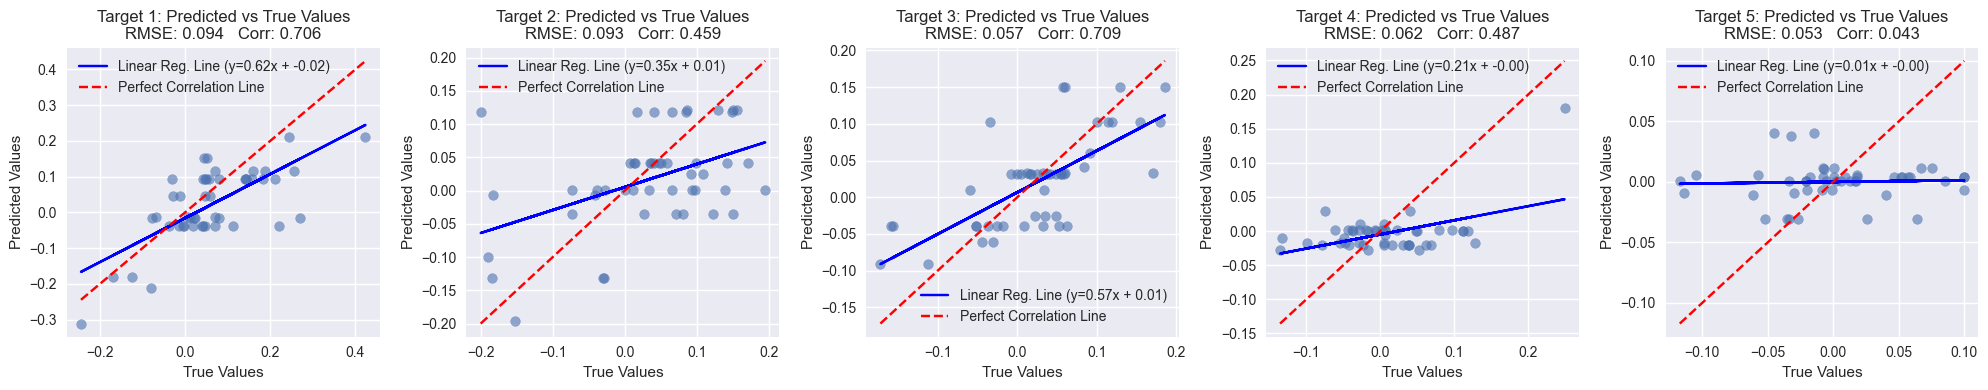 Target 1: Predicted vs True Values
RMSE: 0.094   Corr: 0.706
Linear Reg. Line (y=0.62x + -0.02)
Perfect Correlation Line
Predicted Values
0.4
0.3
0.2
0.1
0.0
−0.1
−0.2
−0.3
−0.2
0.0
0.2
0.4
True Values
Target 2: Predicted vs True Values
RMSE: 0.093   Corr: 0.459
Linear Reg. Line (y=0.35x + 0.01)
Perfect Correlation Line
Predicted Values
0.20
0.15
0.10
0.05
0.00
−0.05
−0.10
−0.15
−0.20
−0.2
−0.1
0.0
0.1
0.2
True Values
Target 3: Predicted vs True Values
RMSE: 0.057   Corr: 0.709
Predicted Values
0.20
0.15
0.10
0.05
0.00
−0.05
−0.10
−0.15
Linear Reg. Line (y=0.57x + 0.01)
Perfect Correlation Line
−0.1
0.0
0.1
0.2
True Values
Target 4: Predicted vs True Values
RMSE: 0.062   Corr: 0.487
Linear Reg. Line (y=0.21x + -0.00)
Perfect Correlation Line
Predicted Values
0.25
0.20
0.15
0.10
0.05
0.00
−0.05
−0.10
−0.15
−0.1
0.0
0.1
0.2
True Values
Target 5: Predicted vs True Values
RMSE: 0.053   Corr: 0.043
Linear Reg. Line (y=0.01x + -0.00)
Perfect Correlation Line
Predicted Values
0.10
0.05
0.00
−0.05
−0.10
−0.10
−0.05
0.00
0.05
0.10
True Values